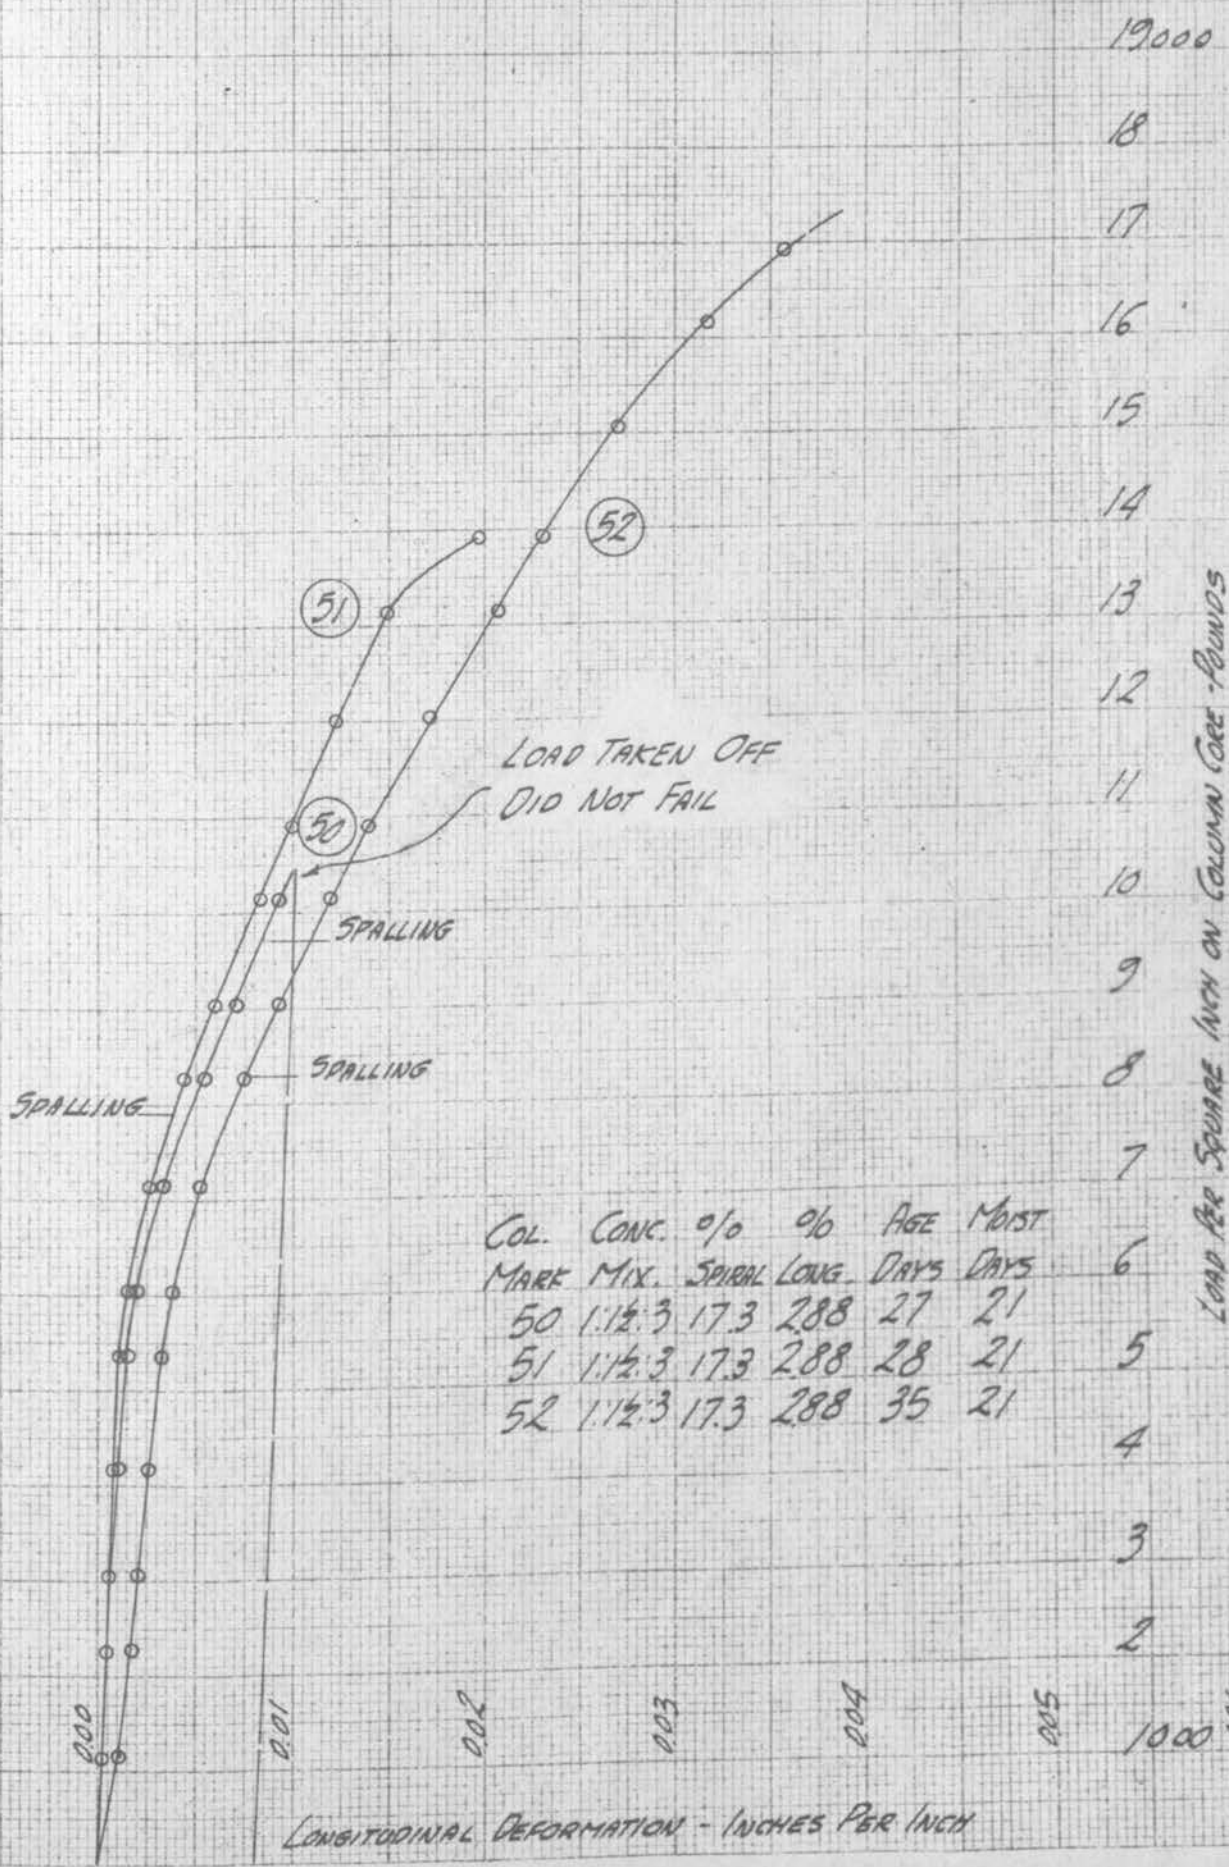 19,000
18
17
16
15
14
13
12
11
10
9
8
7
6
5
4
3
2
1000
LOAD PER SQUARE INCH ON COLUMN CORE - POUNDS
52
51
LOAD TAKEN OFF
DID NOT FAIL
50
SPALLING
SPALLING
SPALLING
COL. CONC. % % AGE MOIST
MARK MIX. SPIRAL LONG. DAYS DAYS
50 1:1½:3 17.3 2.88 27 21
51 1:1½:3 17.3 2.88 28 21
52 1:1½:3 17.3 2.88 35 21
0.00 0.01 0.02 0.03 0.04 0.05
LONGITUDINAL DEFORMATION - INCHES PER INCH